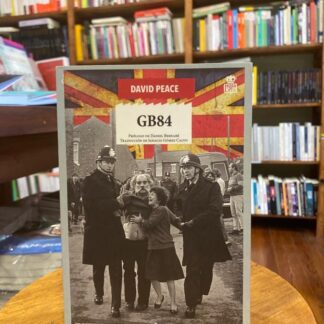 DAVID PEACE
GB84
PRÓLOGO DE DANIEL BERNABÉ
TRADUCCIÓN DE IGNACIO GÓMEZ CALVO